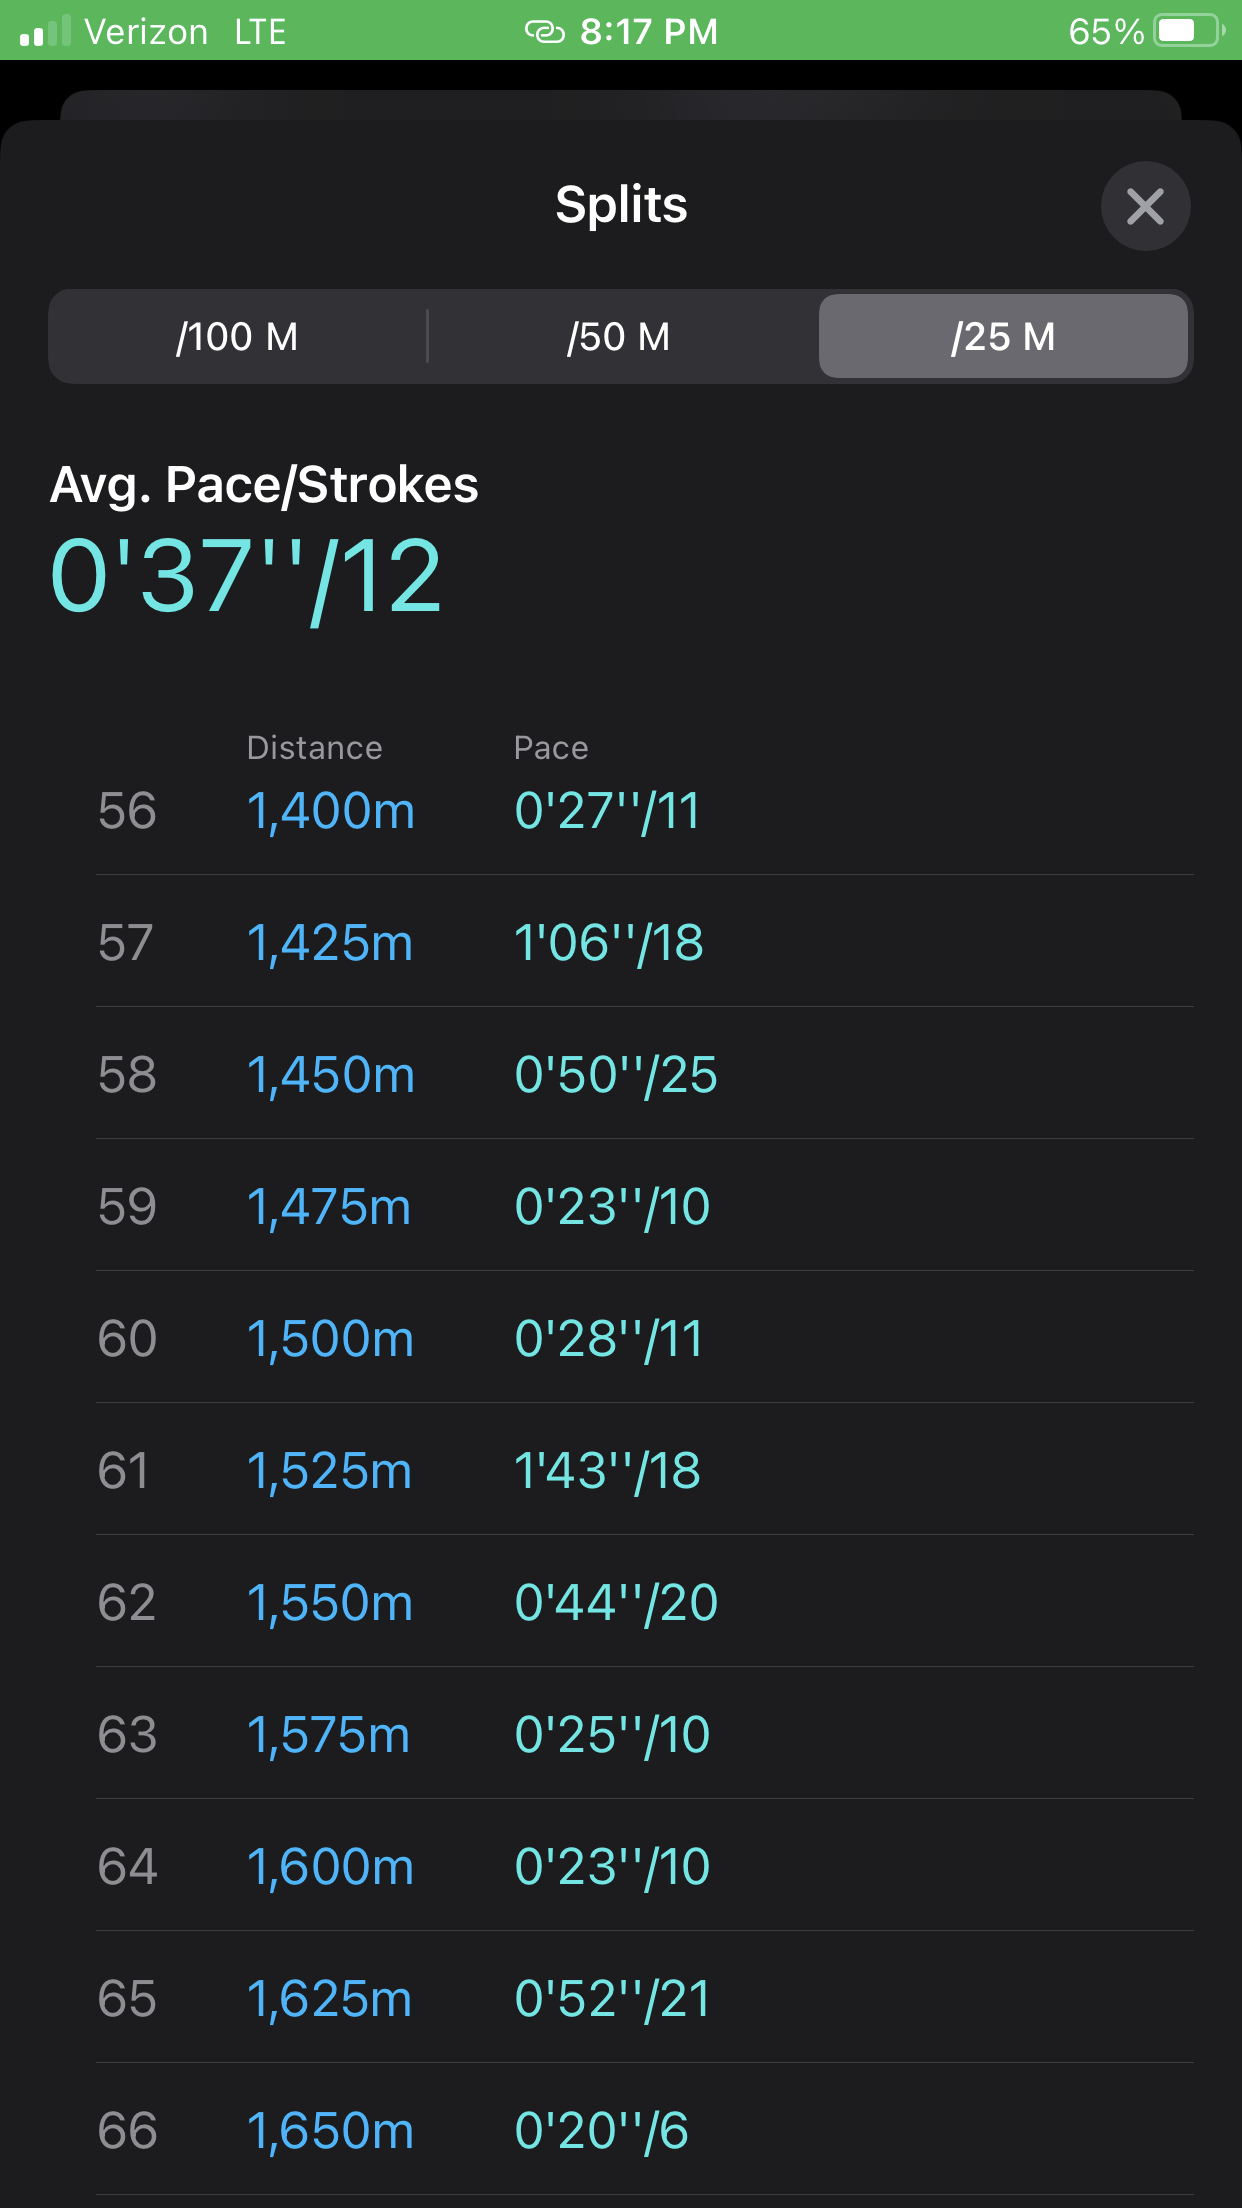 Verizon LTE 8:17 PM 65%
Splits
/100 M /50 M /25 M
Avg. Pace/Strokes
0'37''/12
Distance Pace
56 1,400m 0'27''/11
57 1,425m 1'06''/18
58 1,450m 0'50''/25
59 1,475m 0'23''/10
60 1,500m 0'28''/11
61 1,525m 1'43''/18
62 1,550m 0'44''/20
63 1,575m 0'25''/10
64 1,600m 0'23''/10
65 1,625m 0'52''/21
66 1,650m 0'20''/6